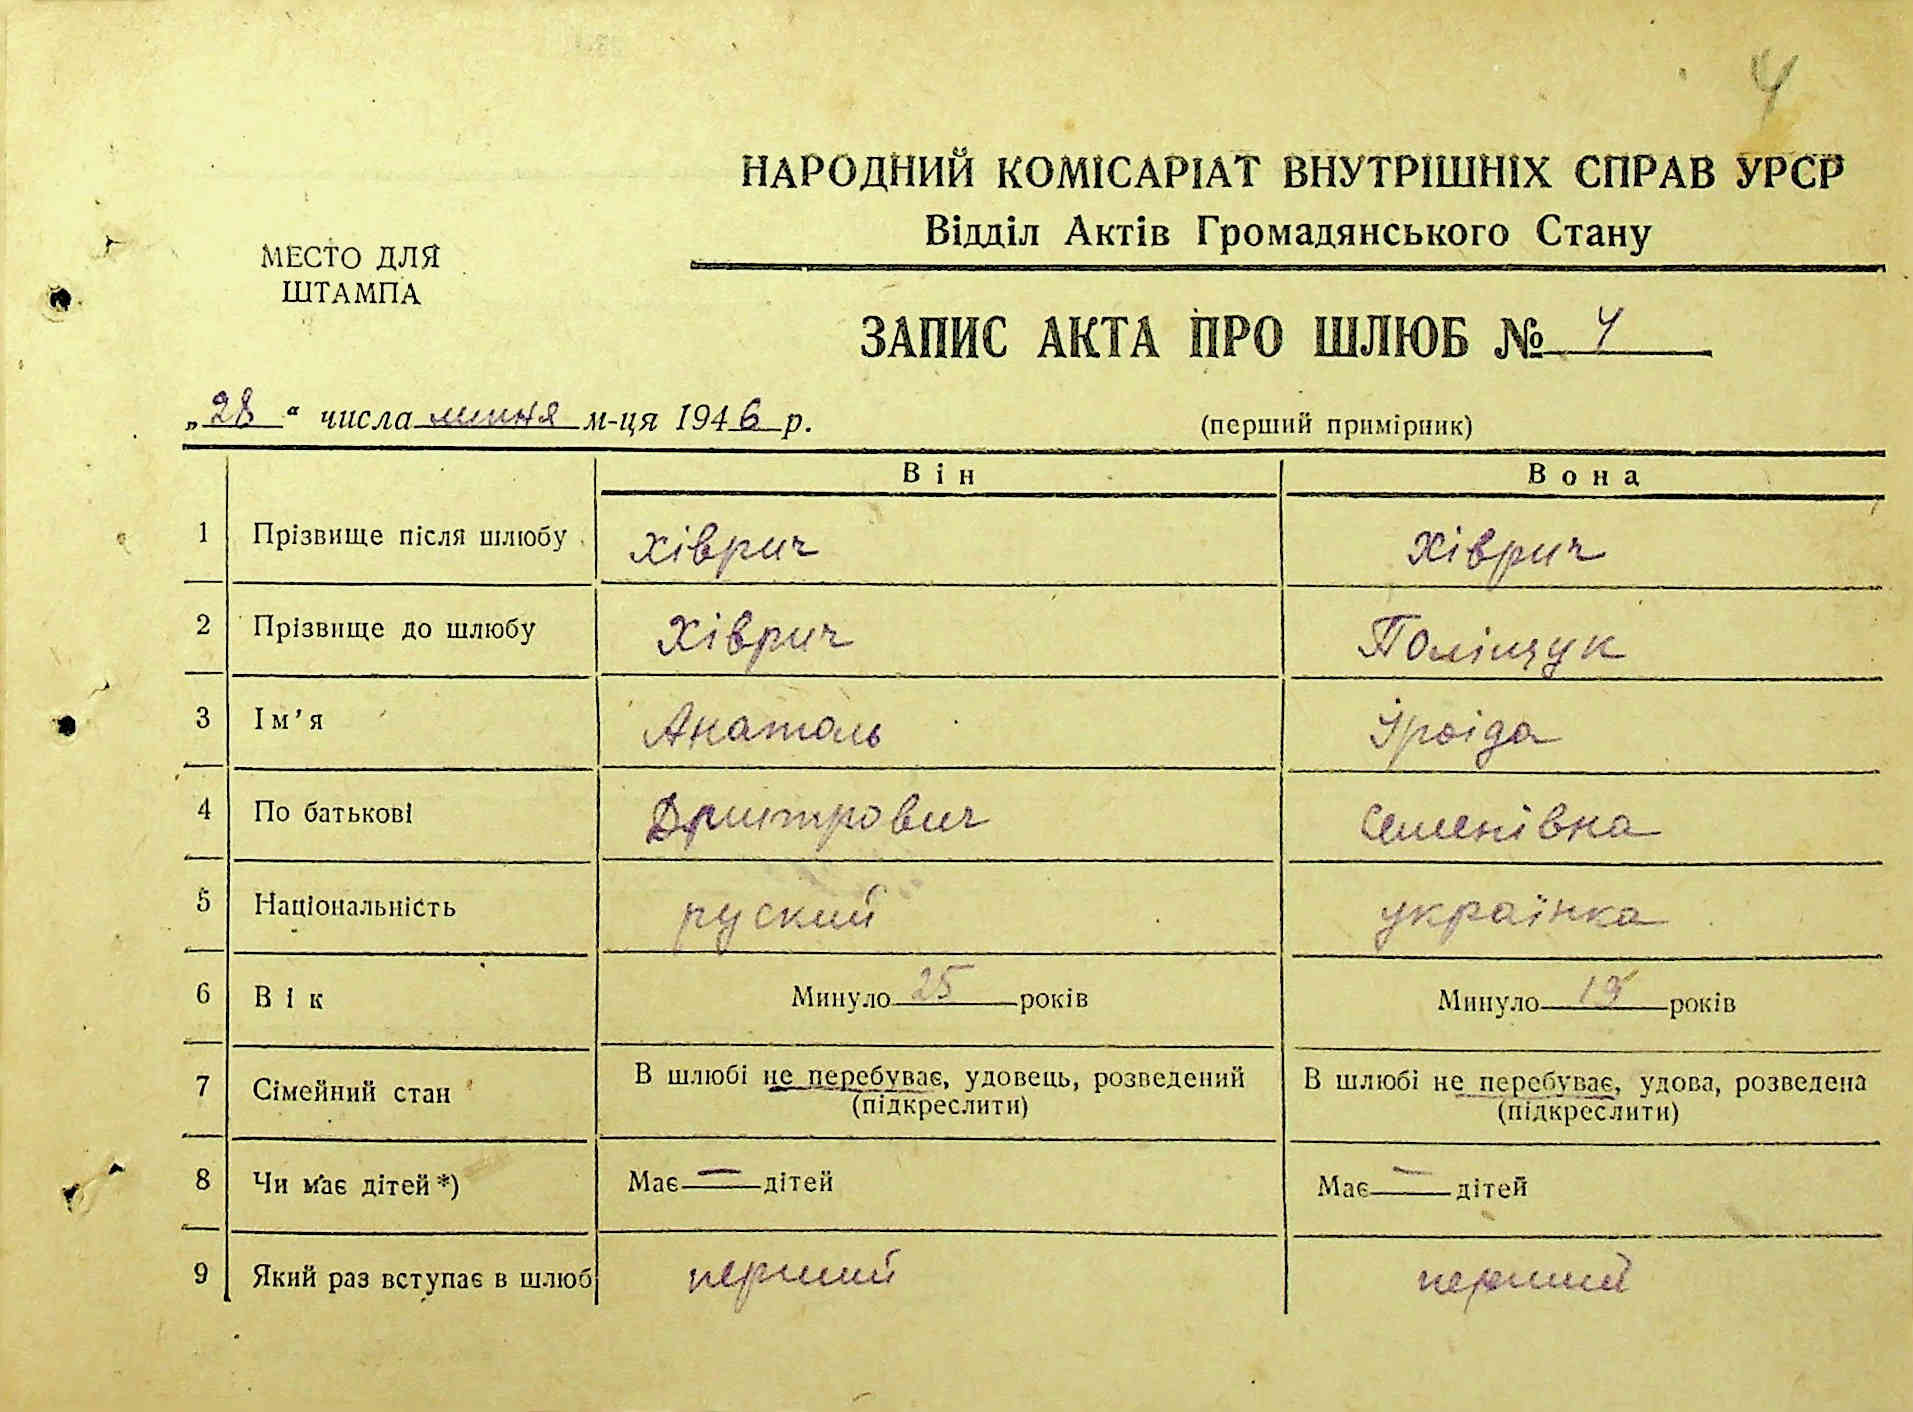 4
НАРОДНИЙ КОМІСАРІАТ ВНУТРІШНІХ СПРАВ УРСР
Відділ Актів Громадянського Стану
МЕСТО ДЛЯ
ШТАМПА
ЗАПИС АКТА ПРО ШЛЮБ № 4
„28“ числа липня м-ця 1946 р.
(перший примірник)
Він Вона
1 Прізвище після шлюбу Хіврич Хіврич
2 Прізвище до шлюбу Хіврич Поліщук
3 Ім'я Анатоль Іроіда
4 По батькові Дмитрович Семенівна
5 Національність руский українка
6 Вік Минуло 25 років Минуло 19 років
7 Сімейний стан В шлюбі не перебуває, удовець, розведений В шлюбі не перебуває, удова, розведена
(підкреслити) (підкреслити)
8 Чи має дітей*) Має — дітей Має — дітей
9 Який раз вступає в шлюб перший перший